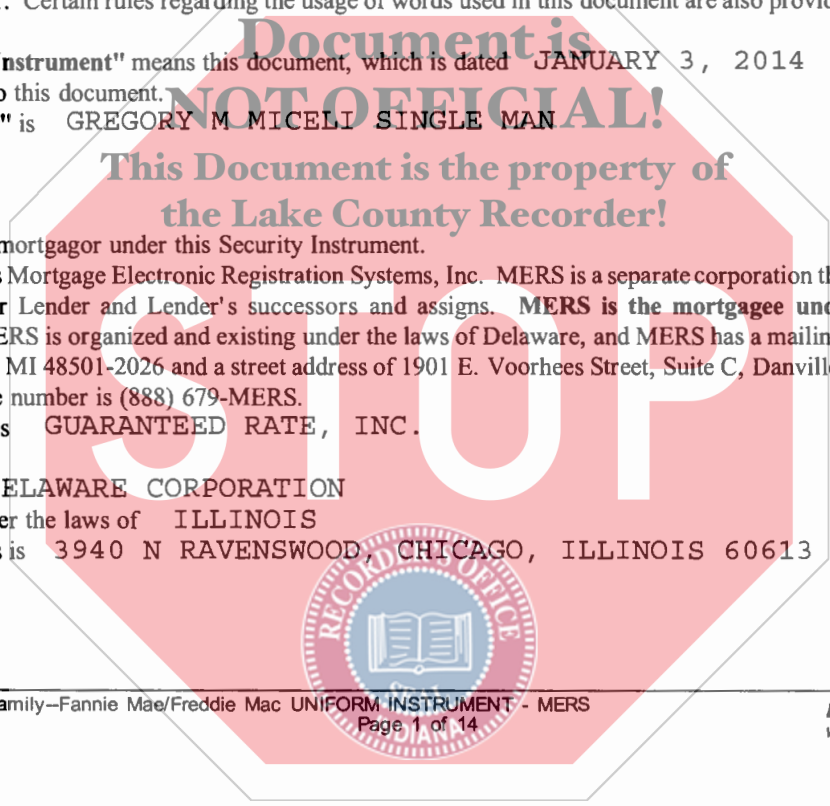 . Certain rules regarding the usage of words used in this document are also provid
Document is
nstrument" means this document, which is dated JANUARY 3, 2014
o this document.
NOT OFFICIAL!
" is GREGORY M MICELI SINGLE MAN
This Document is the property of
the Lake County Recorder!
mortgagor under this Security Instrument.
s Mortgage Electronic Registration Systems, Inc. MERS is a separate corporation th
r Lender and Lender's successors and assigns. MERS is the mortgagee und
ERS is organized and existing under the laws of Delaware, and MERS has a mailin
MI 48501-2026 and a street address of 1901 E. Voorhees Street, Suite C, Danville
e number is (888) 679-MERS.
s GUARANTEED RATE, INC.
STOP
ELAWARE CORPORATION
er the laws of ILLINOIS
s is 3940 N RAVENSWOOD, CHICAGO, ILLINOIS 60613
RECORDER'S OFFICE
SEAL
INDIANA
amily--Fannie Mae/Freddie Mac UNIFORM INSTRUMENT - MERS
Page 1 of 14